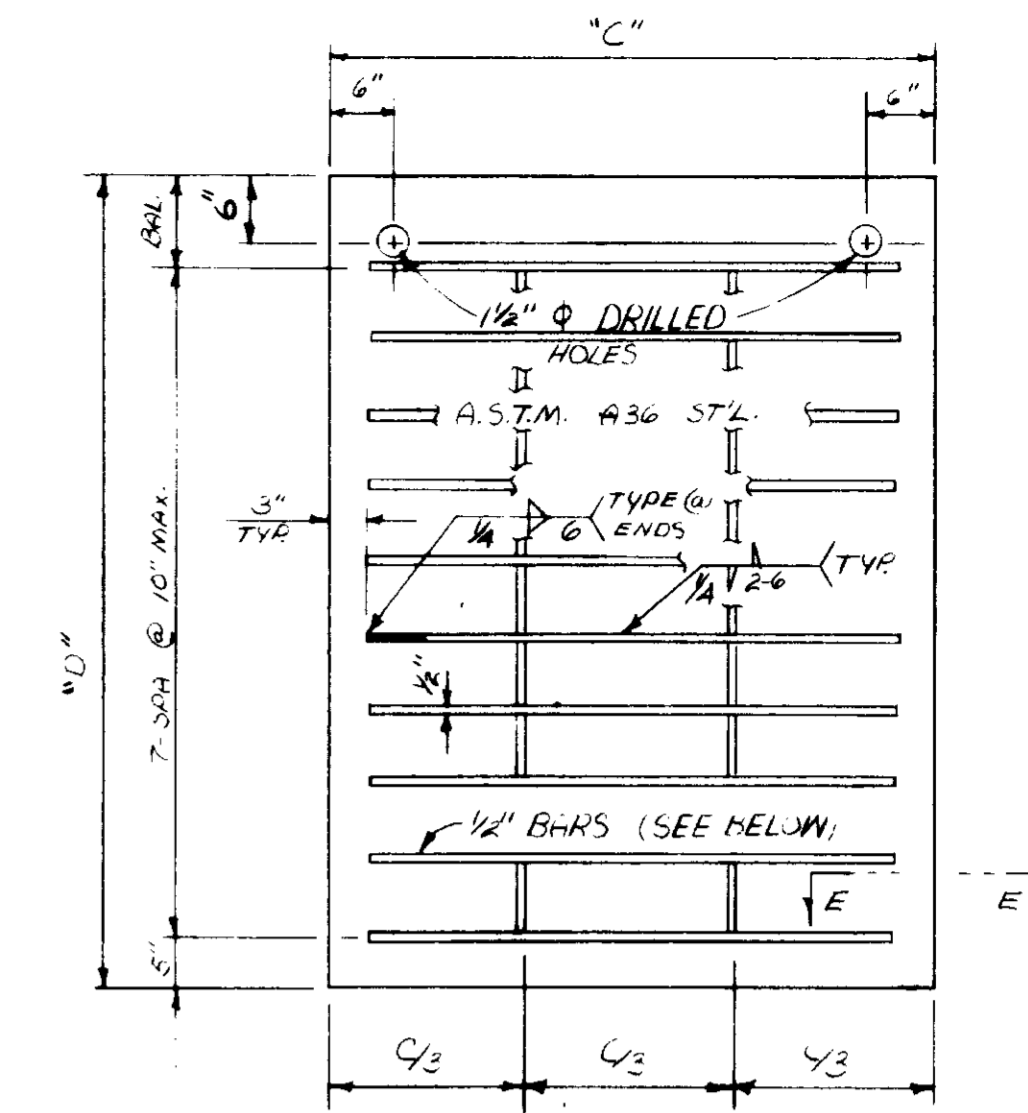 "C"
6"
6"
BAL.
6"
1½" Φ DRILLED
HOLES
A.S.T.M. A36 ST'L.
3"
TYP.
1/4
6
TYPE @
ENDS
1/4
2-6
TYP.
"D"
7-SPA @ 10" MAX.
½"
½" BARS (SEE BELOW)
E
E
5"
C/3
C/3
C/3